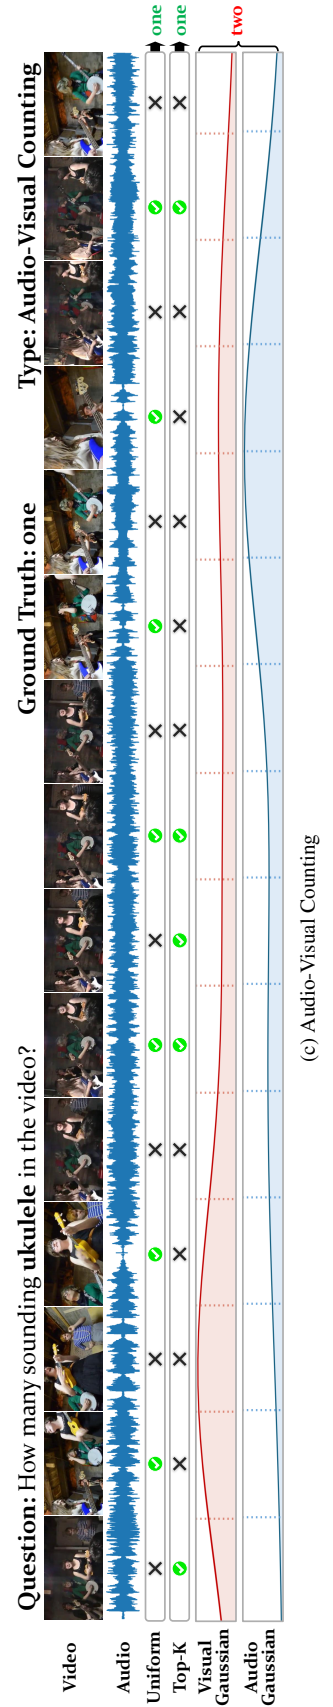 Question: How many sounding ukulele in the video?
Ground Truth: one
Type: Audio-Visual Counting
Video
Audio
Uniform
one
Top-K
one
Visual
Gaussian
Audio
Gaussian
two
(c) Audio-Visual Counting